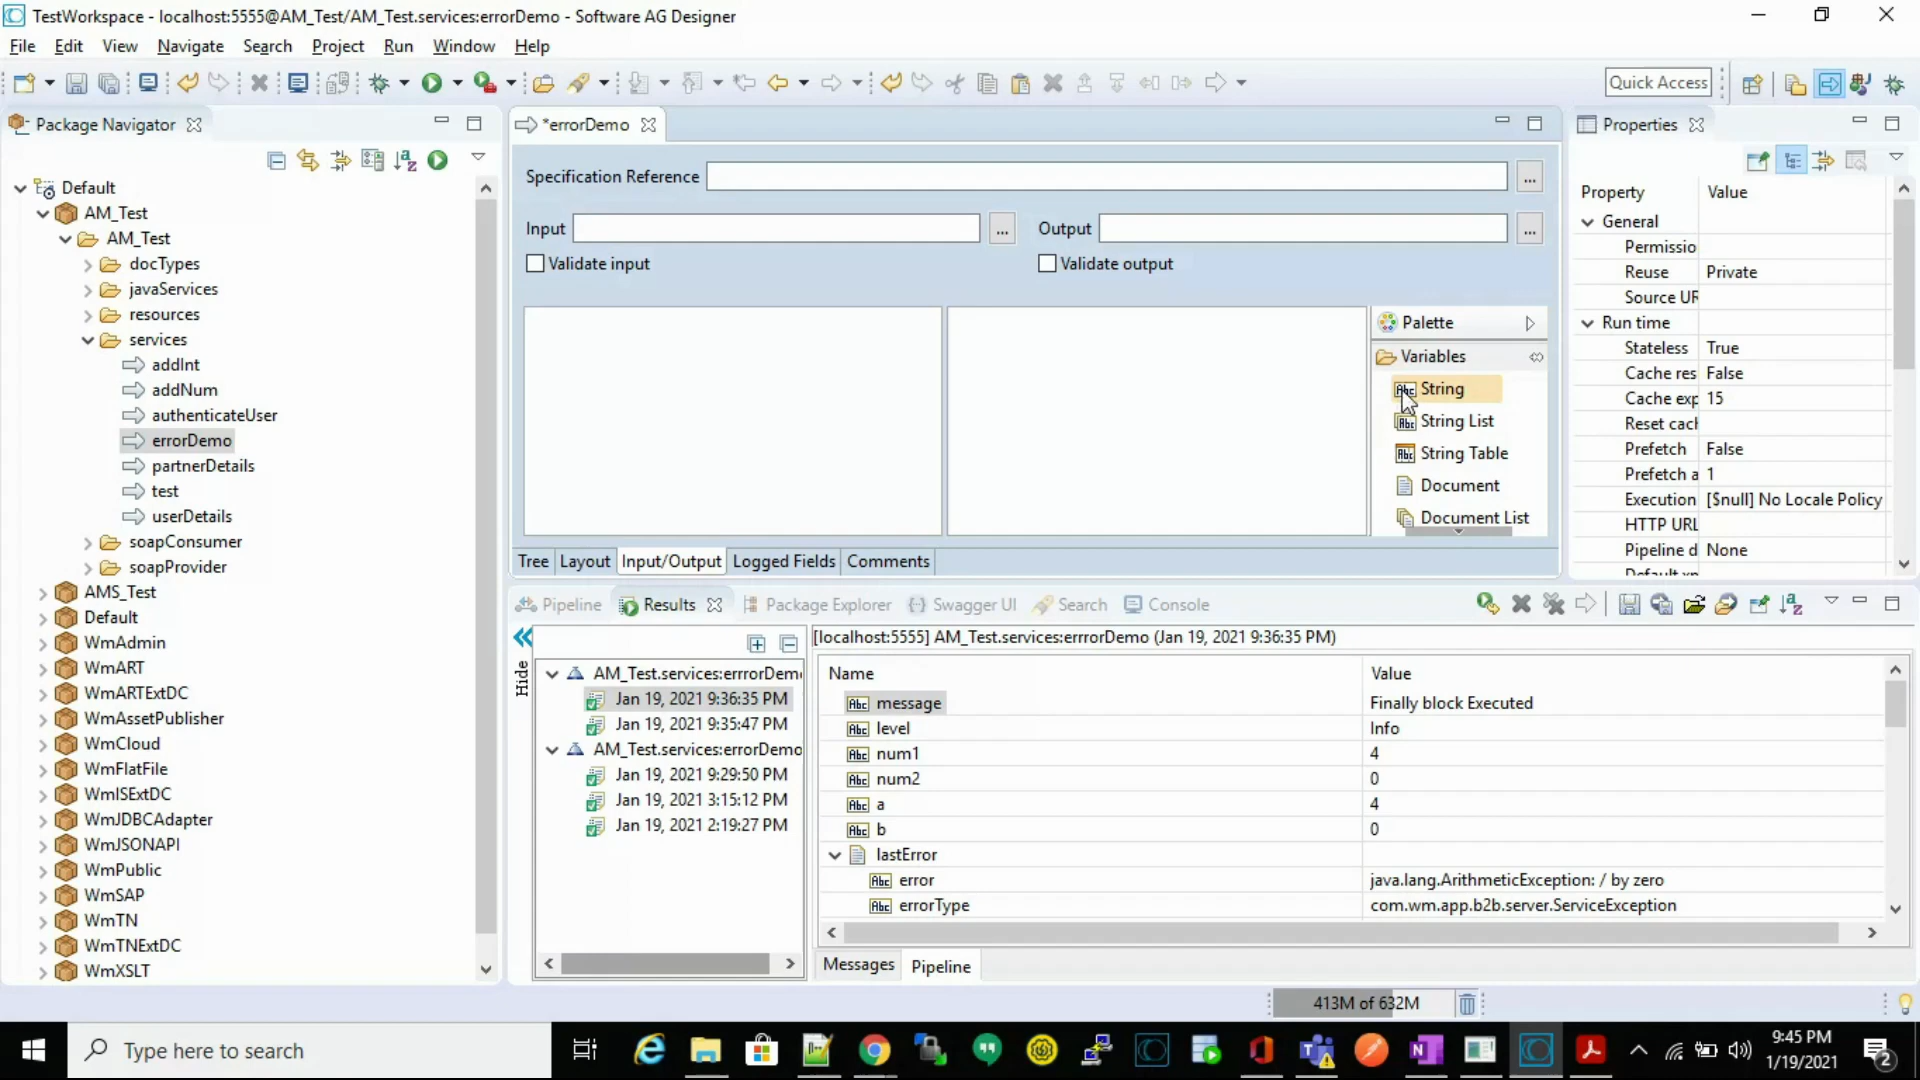 TestWorkspace - localhost:5555@AM_Test/AM_Test.services:errorDemo - Software AG Designer
File Edit View Navigate Search Project Run Window Help
Quick Access
Package Navigator
Default
AM_Test
AM_Test
docTypes
javaServices
resources
services
addInt
addNum
authenticateUser
errorDemo
partnerDetails
test
userDetails
soapConsumer
soapProvider
AMS_Test
Default
WmAdmin
WmART
WmARTExtDC
WmAssetPublisher
WmCloud
WmFlatFile
WmISExtDC
WmJDBCAdapter
WmJSONAPI
WmPublic
WmSAP
WmTN
WmTNExtDC
WmXSLT
*errorDemo
Specification Reference ...
Input ... Output ...
Validate input Validate output
Palette
Variables
String
String List
String Table
Document
Document List
Tree Layout Input/Output Logged Fields Comments
Properties
Property Value
General
Permissio
Reuse Private
Source UR
Run time
Stateless True
Cache res False
Cache exp 15
Reset cach
Prefetch False
Prefetch a 1
Execution [$null] No Locale Policy
HTTP URL
Pipeline d None
Pipeline Results Package Explorer Swagger UI Search Console
Hide
AM_Test.services:errrorDem
Jan 19, 2021 9:36:35 PM
Jan 19, 2021 9:35:47 PM
AM_Test.services:errorDemo
Jan 19, 2021 9:29:50 PM
Jan 19, 2021 3:15:12 PM
Jan 19, 2021 2:19:27 PM
[localhost:5555] AM_Test.services:errrorDemo (Jan 19, 2021 9:36:35 PM)
Name Value
message Finally block Executed
level Info
num1 4
num2 0
a 4
b 0
lastError
error java.lang.ArithmeticException: / by zero
errorType com.wm.app.b2b.server.ServiceException
Messages Pipeline
413M of 632M
Type here to search
9:45 PM
1/19/2021
2